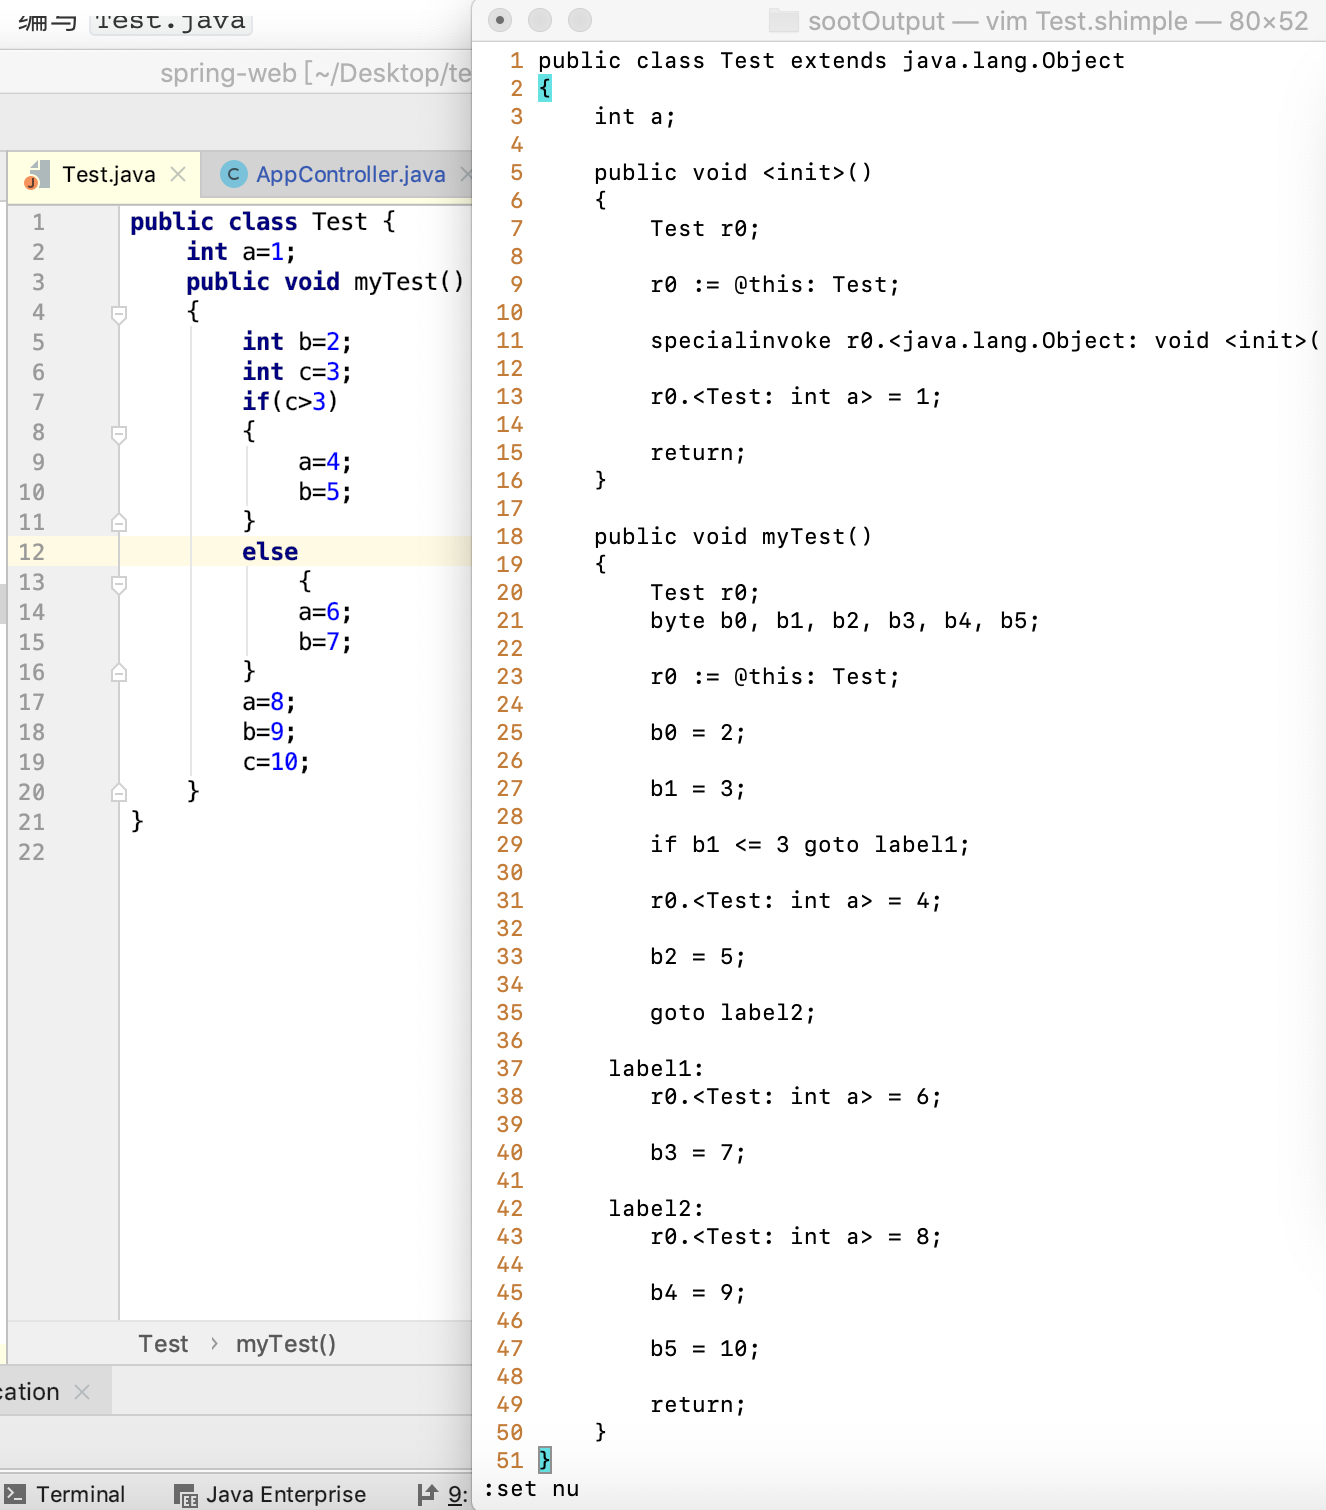 编写 Test.java
spring-web [~/Desktop/te
Test.java
AppController.java
1 public class Test {
2 int a=1;
3 public void myTest()
4 {
5 int b=2;
6 int c=3;
7 if(c>3)
8 {
9 a=4;
10 b=5;
11 }
12 else
13 {
14 a=6;
15 b=7;
16 }
17 a=8;
18 b=9;
19 c=10;
20 }
21 }
22
Test › myTest()
cation
Terminal
Java Enterprise
9:
sootOutput — vim Test.shimple — 80×52
1 public class Test extends java.lang.Object
2 {
3 int a;
4
5 public void <init>()
6 {
7 Test r0;
8
9 r0 := @this: Test;
10
11 specialinvoke r0.<java.lang.Object: void <init>(
12
13 r0.<Test: int a> = 1;
14
15 return;
16 }
17
18 public void myTest()
19 {
20 Test r0;
21 byte b0, b1, b2, b3, b4, b5;
22
23 r0 := @this: Test;
24
25 b0 = 2;
26
27 b1 = 3;
28
29 if b1 <= 3 goto label1;
30
31 r0.<Test: int a> = 4;
32
33 b2 = 5;
34
35 goto label2;
36
37 label1:
38 r0.<Test: int a> = 6;
39
40 b3 = 7;
41
42 label2:
43 r0.<Test: int a> = 8;
44
45 b4 = 9;
46
47 b5 = 10;
48
49 return;
50 }
51 }
:set nu